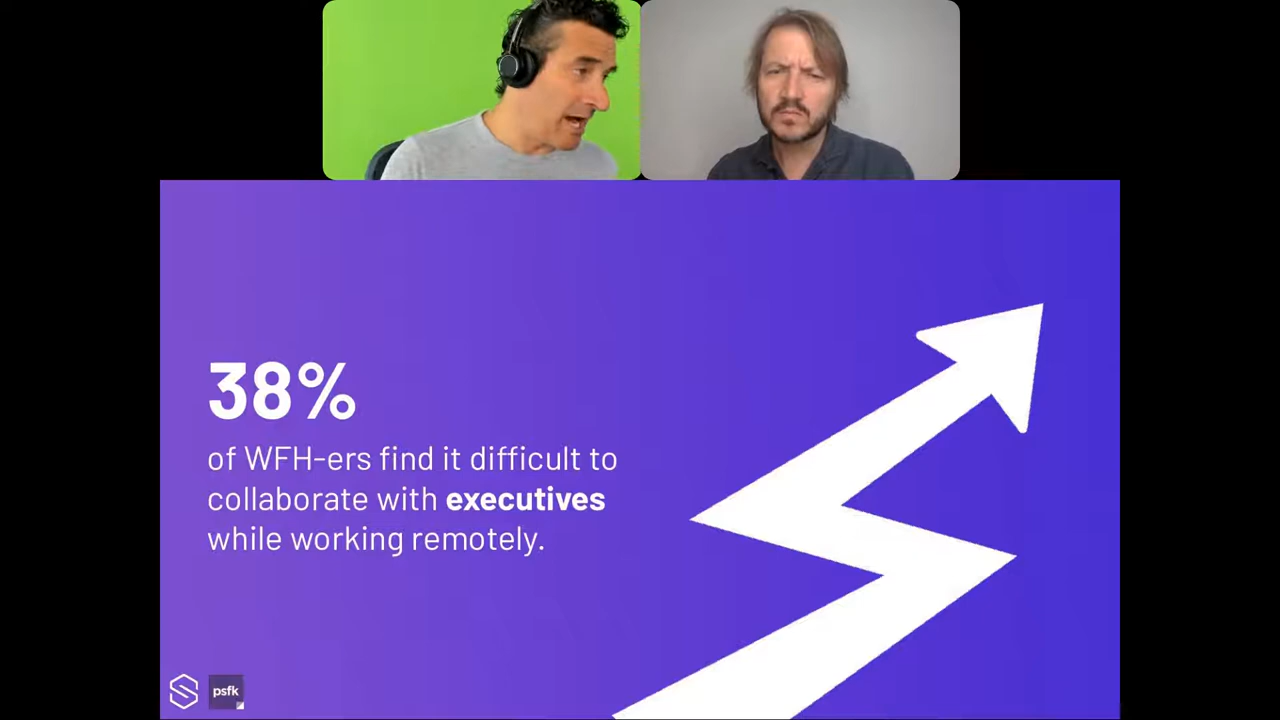 38%
of WFH-ers find it difficult to
collaborate with executives
while working remotely.
psfk